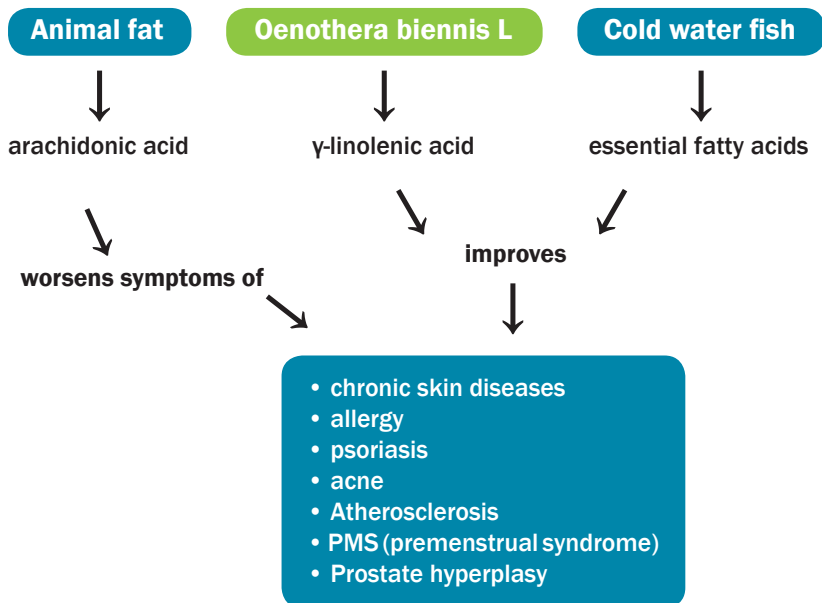 Animal fat
Oenothera biennis L
Cold water fish
arachidonic acid
γ-linolenic acid
essential fatty acids
worsens symptoms of
improves
• chronic skin diseases
• allergy
• psoriasis
• acne
• Atherosclerosis
• PMS (premenstrual syndrome)
• Prostate hyperplasy